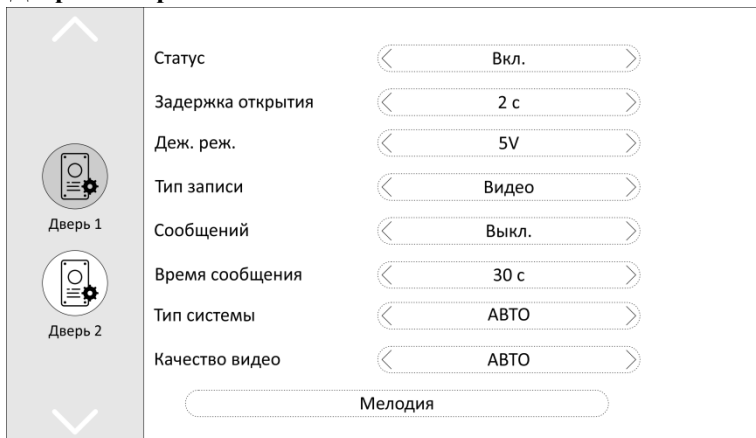 Статус Вкл.
Задержка открытия 2 с
Деж. реж. 5V
Тип записи Видео
Дверь 1
Сообщений Выкл.
Время сообщения 30 с
Тип системы АВТО
Дверь 2
Качество видео АВТО
Мелодия